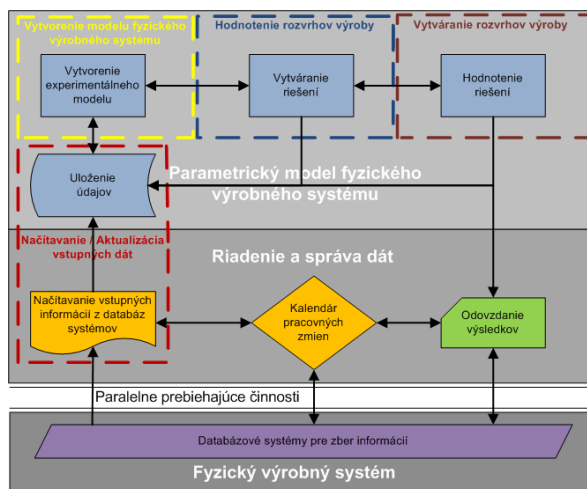 Vytvorenie modelu fyzického
výrobného systému
Hodnotenie rozvrhov výroby
Vytváranie rozvrhov výroby
Vytvorenie
experimentálneho
modelu
Vytváranie
riešení
Hodnotenie
riešení
Uloženie
údajov
Parametrický model fyzického
výrobného systému
Načítavanie / Aktualizácia
vstupných dát
Riadenie a správa dát
Načítavanie vstupných
informácií z databáz
systémov
Kalendár
pracovných
zmien
Odovzdanie
výsledkov
Paralelne prebiehajúce činnosti
Databázové systémy pre zber informácií
Fyzický výrobný systém